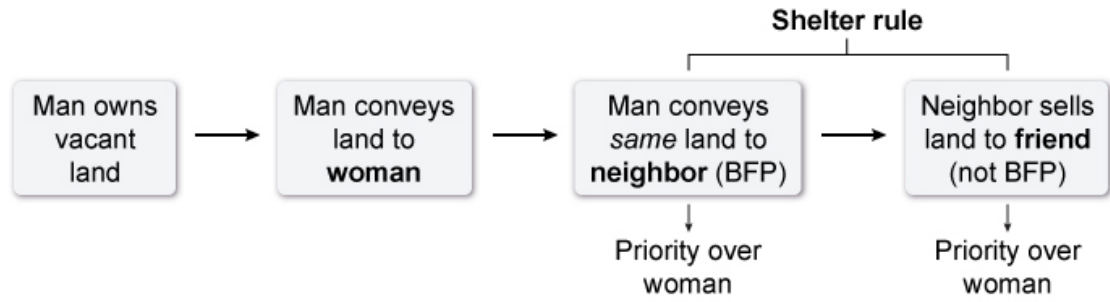 Shelter rule
Man owns
vacant
land
Man conveys
land to
woman
Man conveys
same land to
neighbor (BFP)
Neighbor sells
land to friend
(not BFP)
Priority over
woman
Priority over
woman